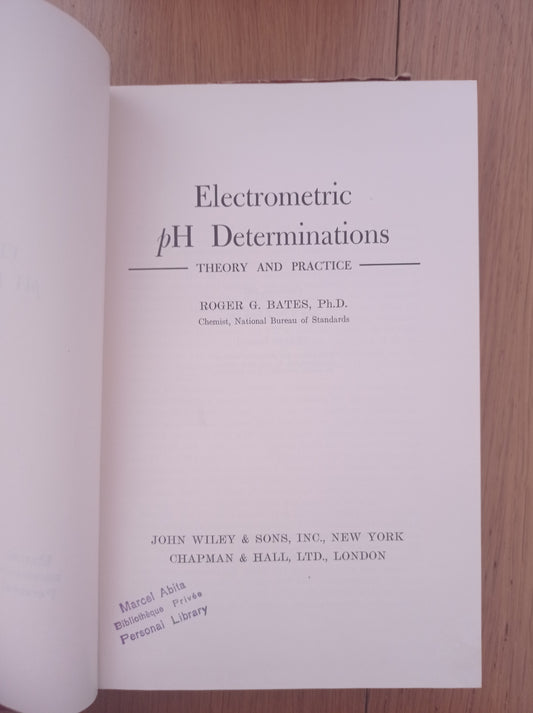 Electrometric
pH Determinations
THEORY AND PRACTICE
ROGER G. BATES, Ph.D.
Chemist, National Bureau of Standards
JOHN WILEY & SONS, INC., NEW YORK
CHAPMAN & HALL, LTD., LONDON
Marcel Abita
Bibliothèque Privée
Personal Library